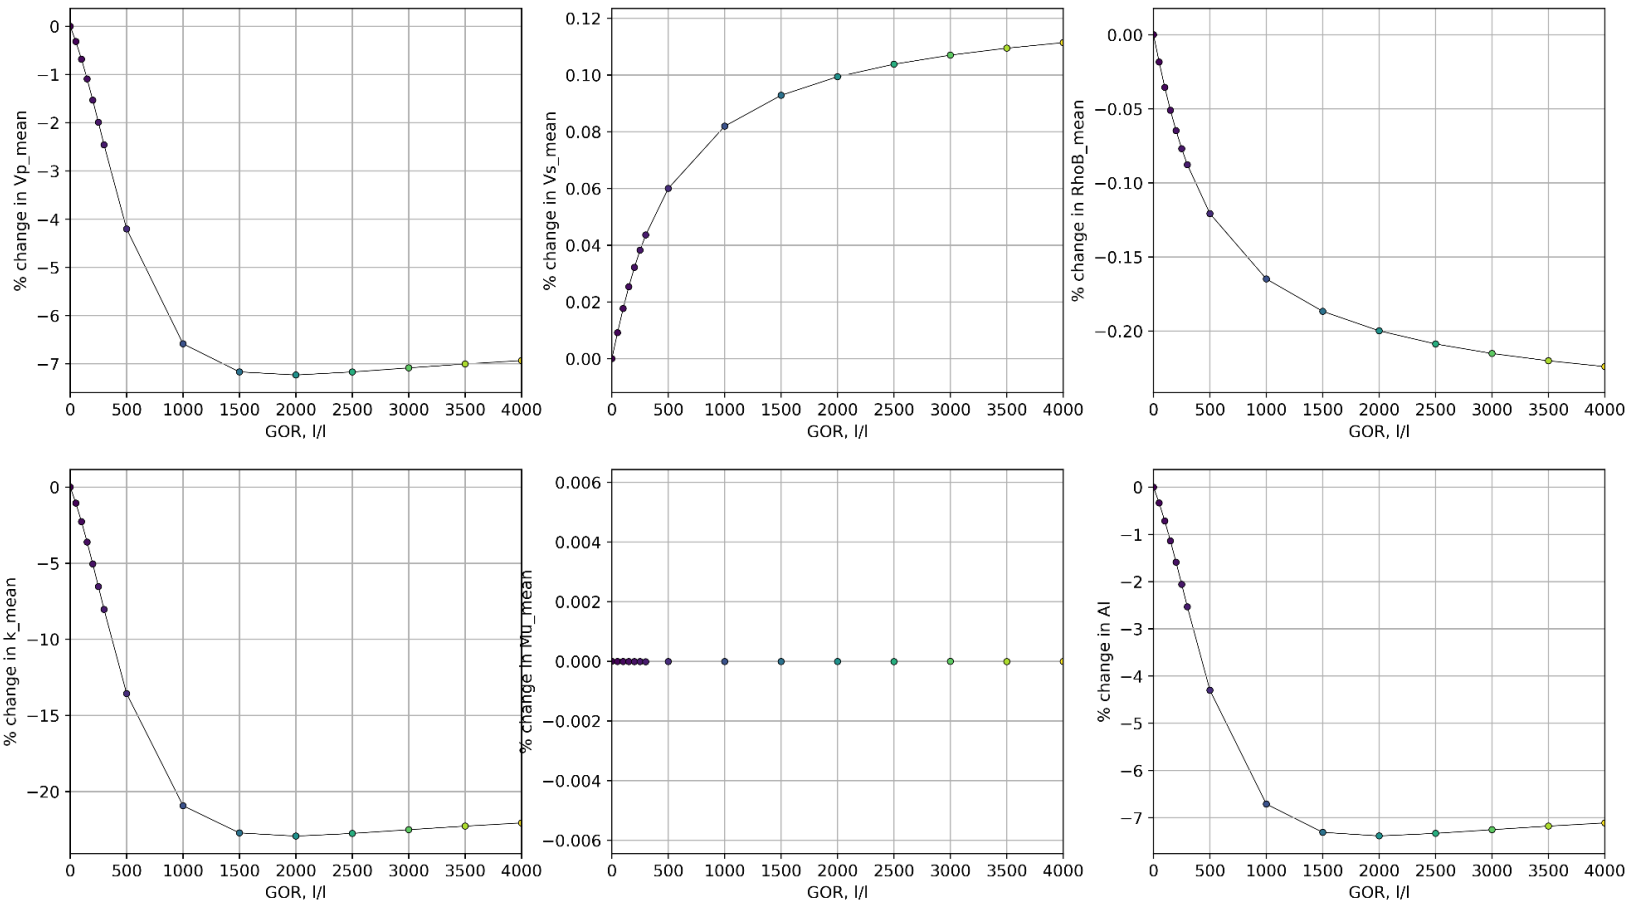 % change in Vp_mean
0
−1
−2
−3
−4
−5
−6
−7
0 500 1000 1500 2000 2500 3000 3500 4000
GOR, l/l
% change in Vs_mean
0.12
0.10
0.08
0.06
0.04
0.02
0.00
0 500 1000 1500 2000 2500 3000 3500 4000
GOR, l/l
% change in RhoB_mean
0.00
−0.05
−0.10
−0.15
−0.20
0 500 1000 1500 2000 2500 3000 3500 4000
GOR, l/l
% change in k_mean
0
−5
−10
−15
−20
0 500 1000 1500 2000 2500 3000 3500 4000
GOR, l/l
% change in Mu_mean
0.006
0.004
0.002
0.000
−0.002
−0.004
−0.006
0 500 1000 1500 2000 2500 3000 3500 4000
GOR, l/l
% change in AI
0
−1
−2
−3
−4
−5
−6
−7
0 500 1000 1500 2000 2500 3000 3500 4000
GOR, l/l